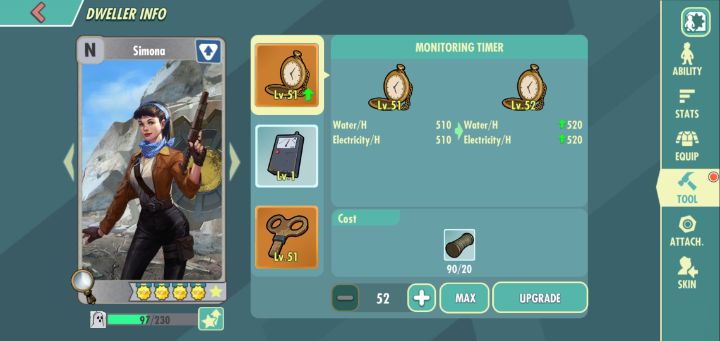 DWELLER INFO
N
Simona
97/230
Lv.51
Lv.1
Lv.51
MONITORING TIMER
Lv.51
Lv.52
Water/H 510 Water/H +520
Electricity/H 510 Electricity/H +520
Cost
90/20
52
MAX
UPGRADE
ABILITY
STATS
EQUIP
TOOL
ATTACH.
SKIN